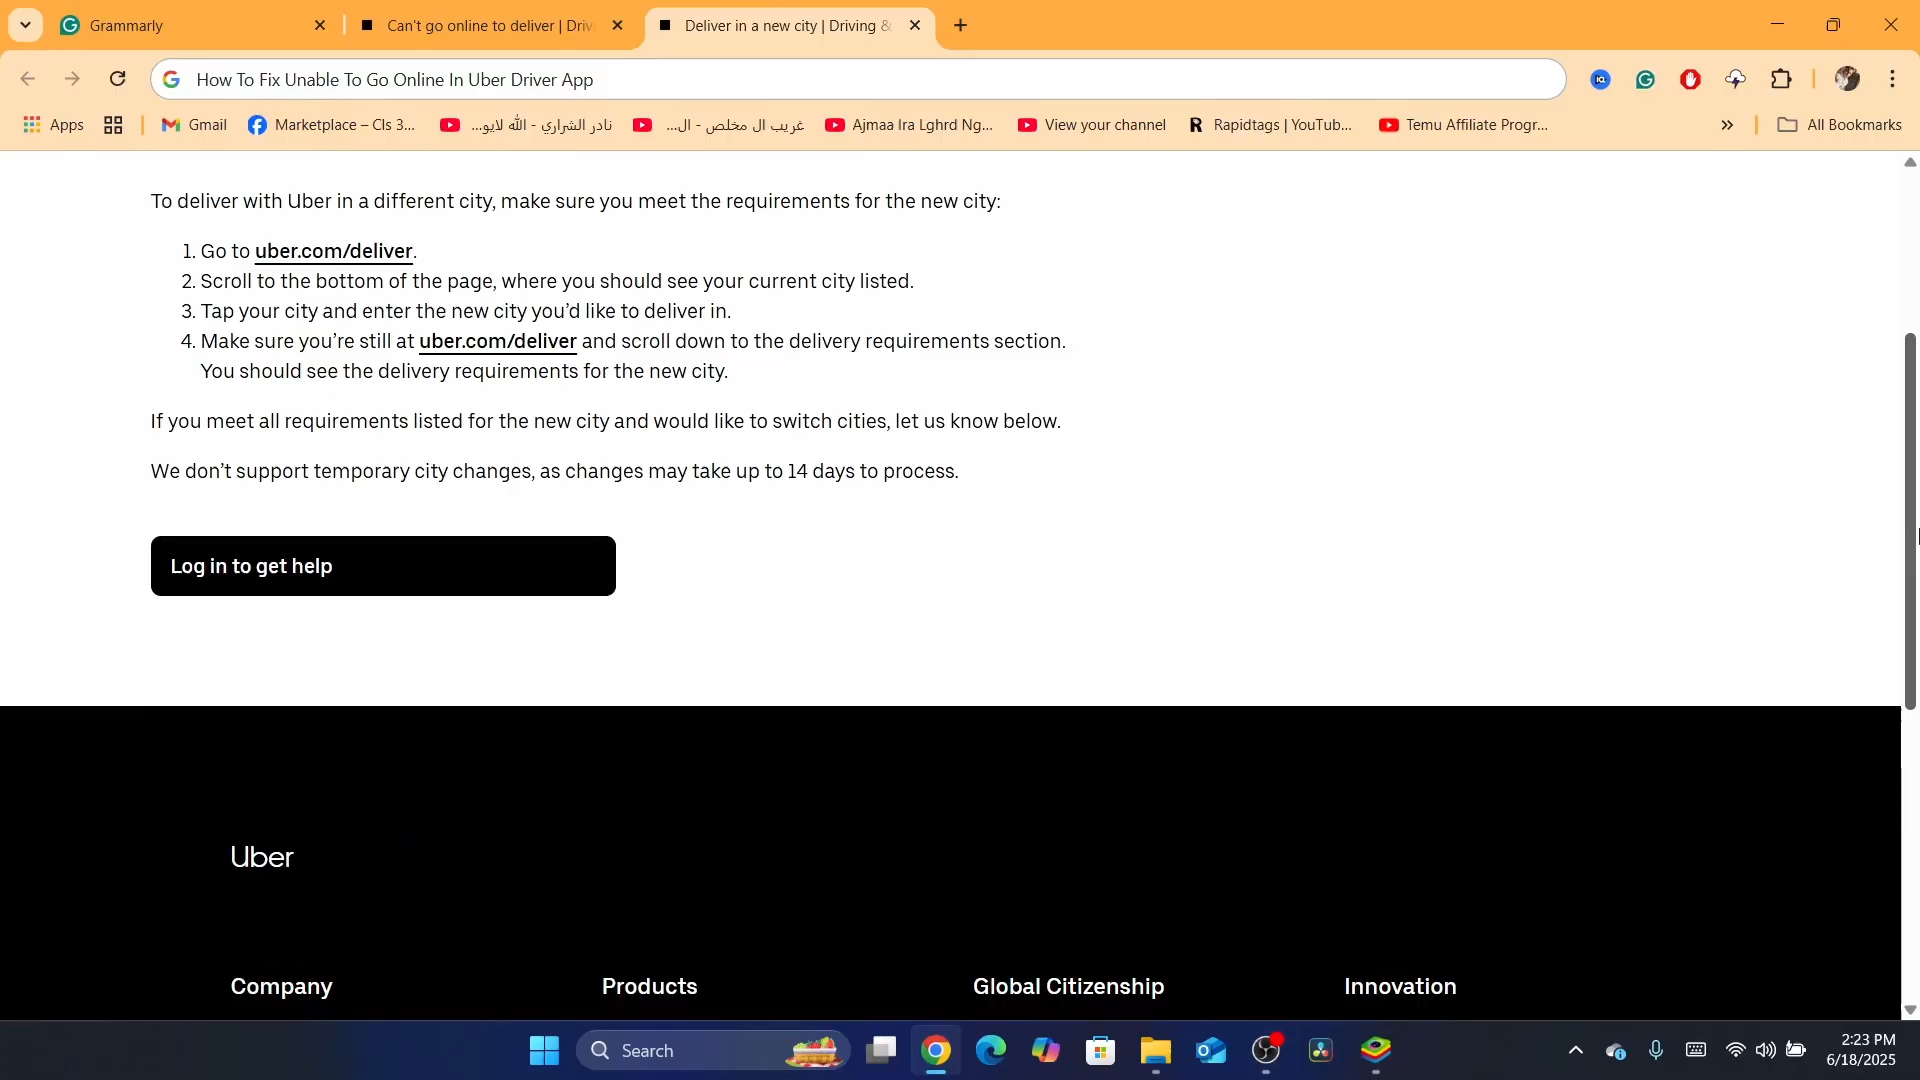 Grammarly
Can't go online to deliver | Driv
Deliver in a new city | Driving &
How To Fix Unable To Go Online In Uber Driver App
Apps
Gmail
Marketplace – Cls 3...
نادر الشراري - الله لايو...
غريب ال مخلص - ال...
Ajmaa Ira Lghrd Ng...
View your channel
Rapidtags | YouTub...
Temu Affiliate Progr...
All Bookmarks
To deliver with Uber in a different city, make sure you meet the requirements for the new city:
1. Go to uber.com/deliver.
2. Scroll to the bottom of the page, where you should see your current city listed.
3. Tap your city and enter the new city you’d like to deliver in.
4. Make sure you’re still at uber.com/deliver and scroll down to the delivery requirements section.
You should see the delivery requirements for the new city.
If you meet all requirements listed for the new city and would like to switch cities, let us know below.
We don’t support temporary city changes, as changes may take up to 14 days to process.
Log in to get help
Uber
Company
Products
Global Citizenship
Innovation
Search
2:23 PM
6/18/2025